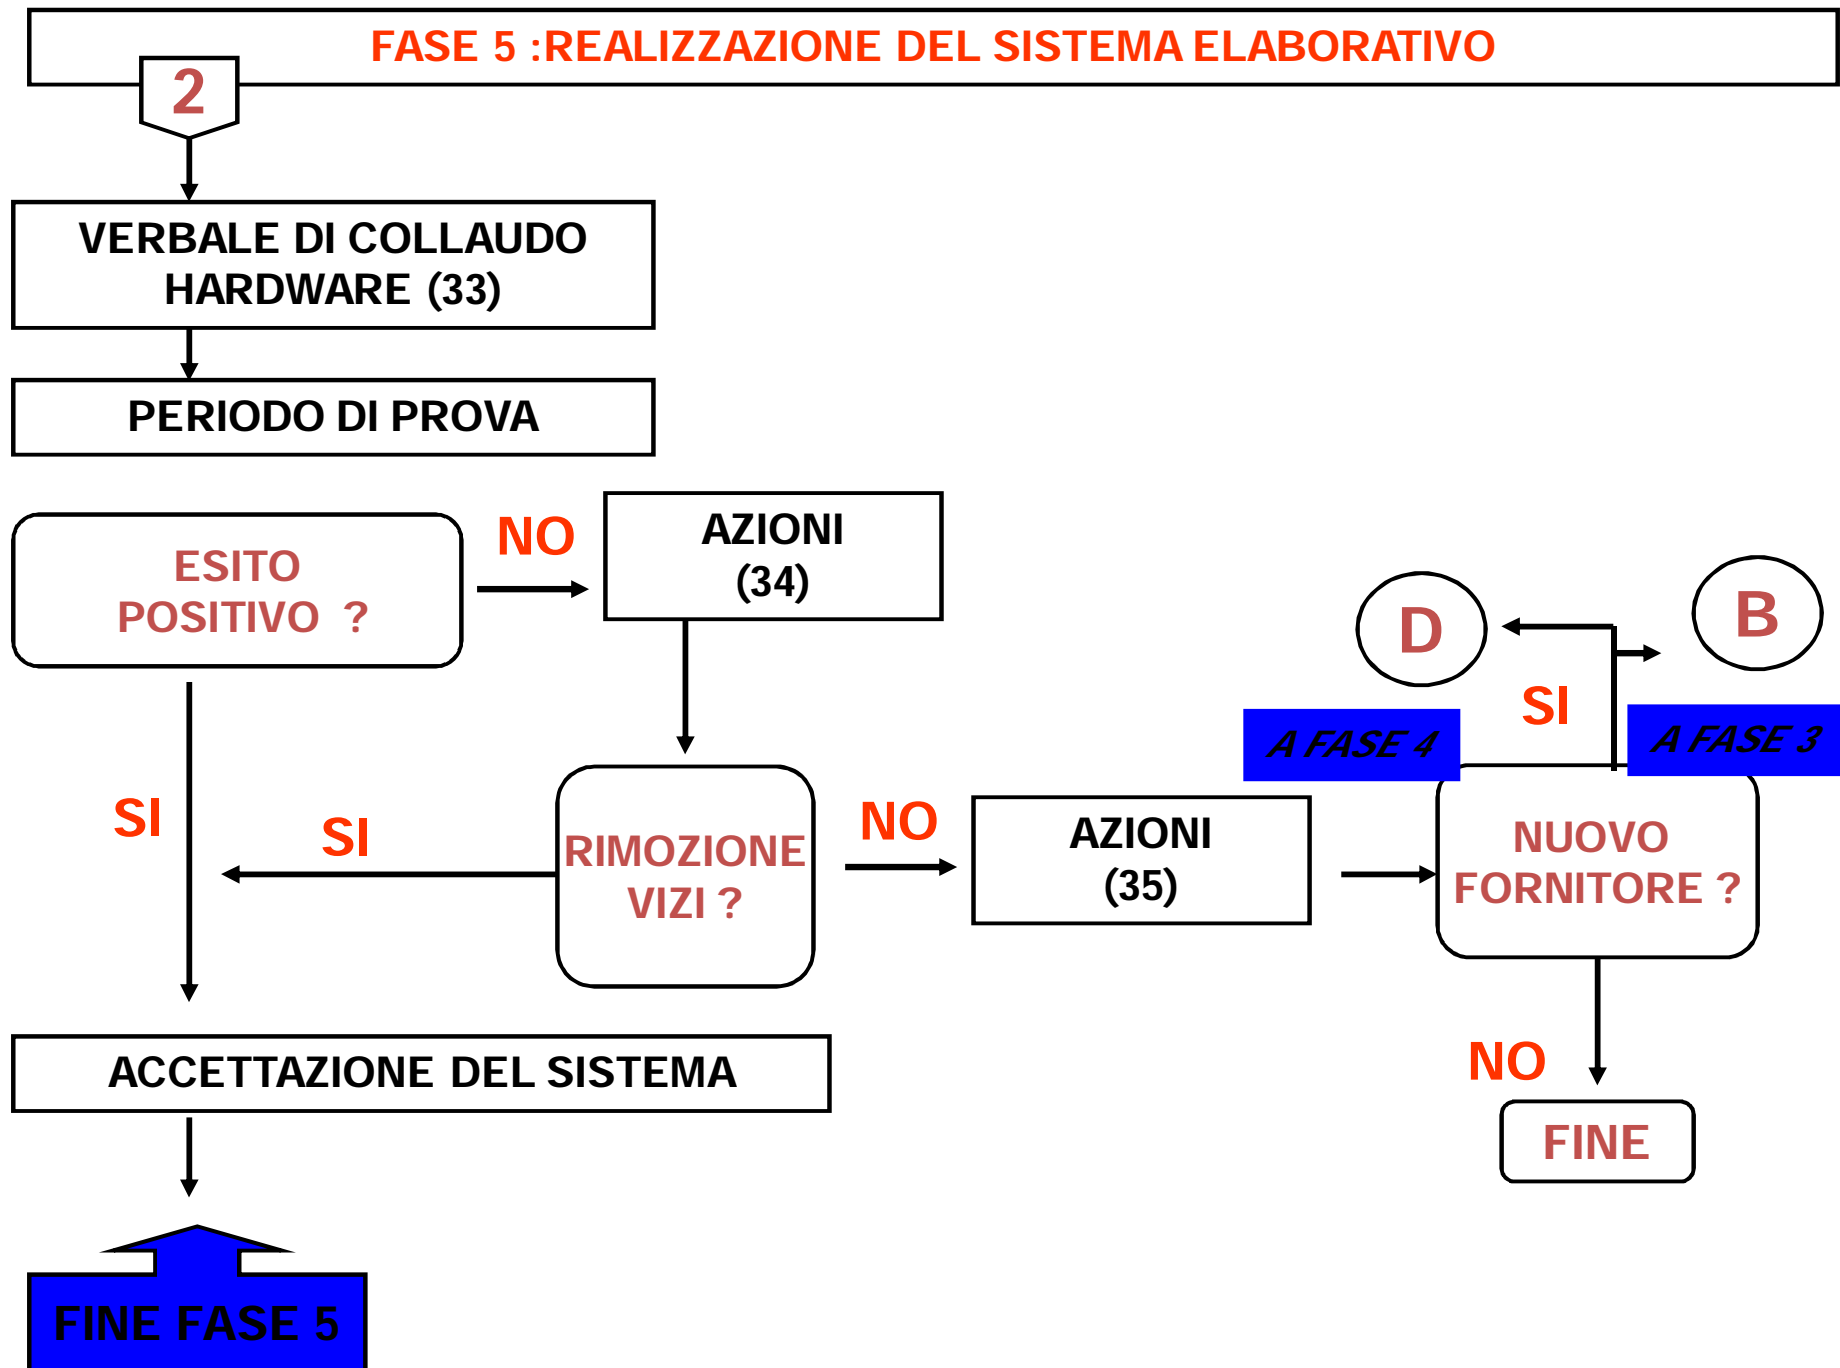 FASE 5 :REALIZZAZIONE DEL SISTEMA ELABORATIVO
2
VERBALE DI COLLAUDO
HARDWARE (33)
PERIODO DI PROVA
ESITO
POSITIVO ?
NO
AZIONI
(34)
D
B
SI
A FASE 4
A FASE 3
SI
SI
RIMOZIONE
VIZI ?
NO
AZIONI
(35)
NUOVO
FORNITORE ?
ACCETTAZIONE DEL SISTEMA
NO
FINE
FINE FASE 5